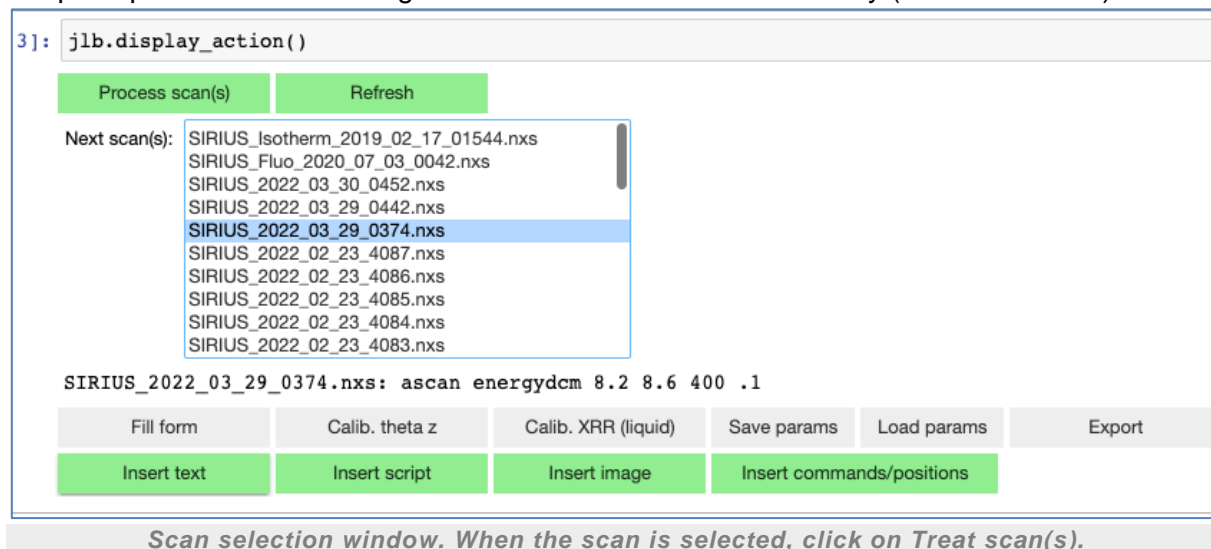 3]: jlb.display_action()
Process scan(s) Refresh
Next scan(s): SIRIUS_Isotherm_2019_02_17_01544.nxs
SIRIUS_Fluo_2020_07_03_0042.nxs
SIRIUS_2022_03_30_0452.nxs
SIRIUS_2022_03_29_0442.nxs
SIRIUS_2022_03_29_0374.nxs
SIRIUS_2022_02_23_4087.nxs
SIRIUS_2022_02_23_4086.nxs
SIRIUS_2022_02_23_4085.nxs
SIRIUS_2022_02_23_4084.nxs
SIRIUS_2022_02_23_4083.nxs
SIRIUS_2022_03_29_0374.nxs: ascan energydcm 8.2 8.6 400 .1
Fill form Calib. theta z Calib. XRR (liquid) Save params Load params Export
Insert text Insert script Insert image Insert commands/positions
Scan selection window. When the scan is selected, click on Treat scan(s).